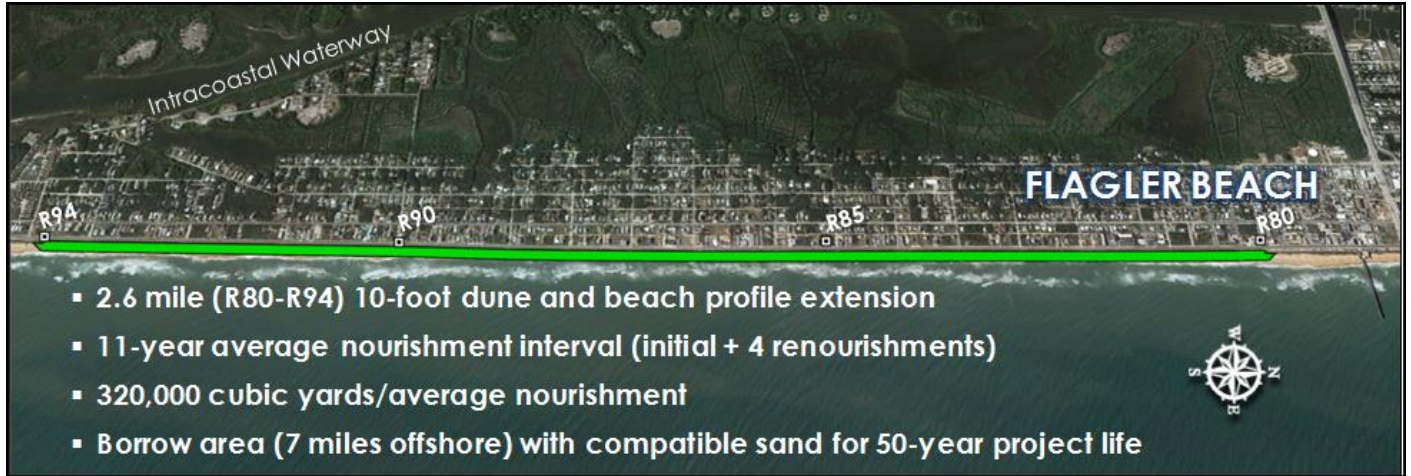 Intracoastal Waterway
FLAGLER BEACH
R94
R90
R85
R80
▪ 2.6 mile (R80-R94) 10-foot dune and beach profile extension
▪ 11-year average nourishment interval (initial + 4 renourishments)
▪ 320,000 cubic yards/average nourishment
▪ Borrow area (7 miles offshore) with compatible sand for 50-year project life
W
S
N
E